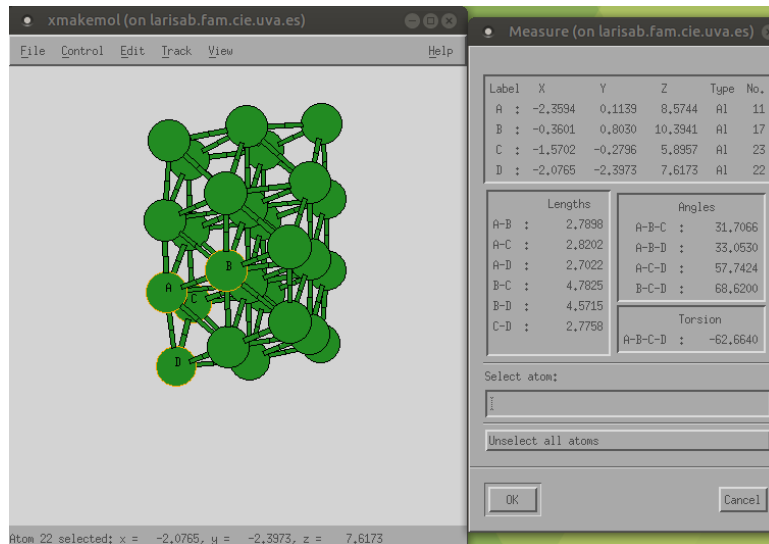 xmakemol (on larisab.fam.cie.uva.es)
File Control Edit Track View Help
A
B
C
D
Atom 22 selected: x = -2.0765, y = -2.3973, z = 7.6173
Measure (on larisab.fam.cie.uva.es)
Label X Y Z Type No.
A : -2.3594 0.1139 8.5744 Al 11
B : -0.3601 0.8030 10.3941 Al 17
C : -1.5702 -0.2796 5.8957 Al 23
D : -2.0765 -2.3973 7.6173 Al 22
Lengths
A-B : 2.7898
A-C : 2.8202
A-D : 2.7022
B-C : 4.7825
B-D : 4.5715
C-D : 2.7758
Angles
A-B-C : 31.7066
A-B-D : 33.0530
A-C-D : 57.7424
B-C-D : 68.6200
Torsion
A-B-C-D : -62.6640
Select atom:
Unselect all atoms
OK Cancel